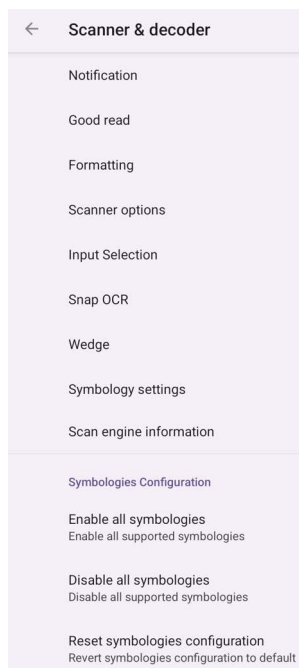 Scanner & decoder
Notification
Good read
Formatting
Scanner options
Input Selection
Snap OCR
Wedge
Symbology settings
Scan engine information
Symbologies Configuration
Enable all symbologies
Enable all supported symbologies
Disable all symbologies
Disable all supported symbologies
Reset symbologies configuration
Revert symbologies configuration to default